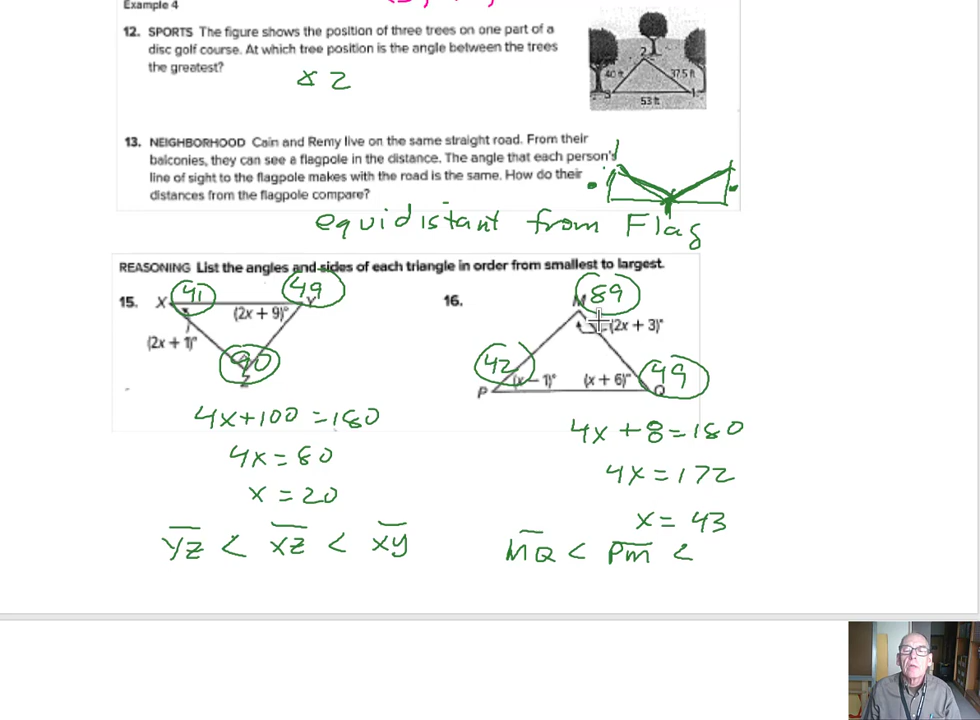 Example 4
12. SPORTS The figure shows the position of three trees on one part of a
disc golf course. At which tree position is the angle between the trees
the greatest?
∡ 2
2
40 ft
37.5 ft
3
1
53 ft
13. NEIGHBORHOOD Cain and Remy live on the same straight road. From their
balconies, they can see a flagpole in the distance. The angle that each person's
line of sight to the flagpole makes with the road is the same. How do their
distances from the flagpole compare?
equidistant from Flag
REASONING List the angles and sides of each triangle in order from smallest to largest.
15. X 41 49 Y
(2x + 9)°
(2x + 1)°
90
Z
4x+100 = 180
4x = 80
x = 20
YZ < XZ < XY
16.
M 89
(2x + 3)°
42 49
P (x − 1)° (x + 6)° Q
4x + 8 = 180
4x = 172
x = 43
MQ < PM <